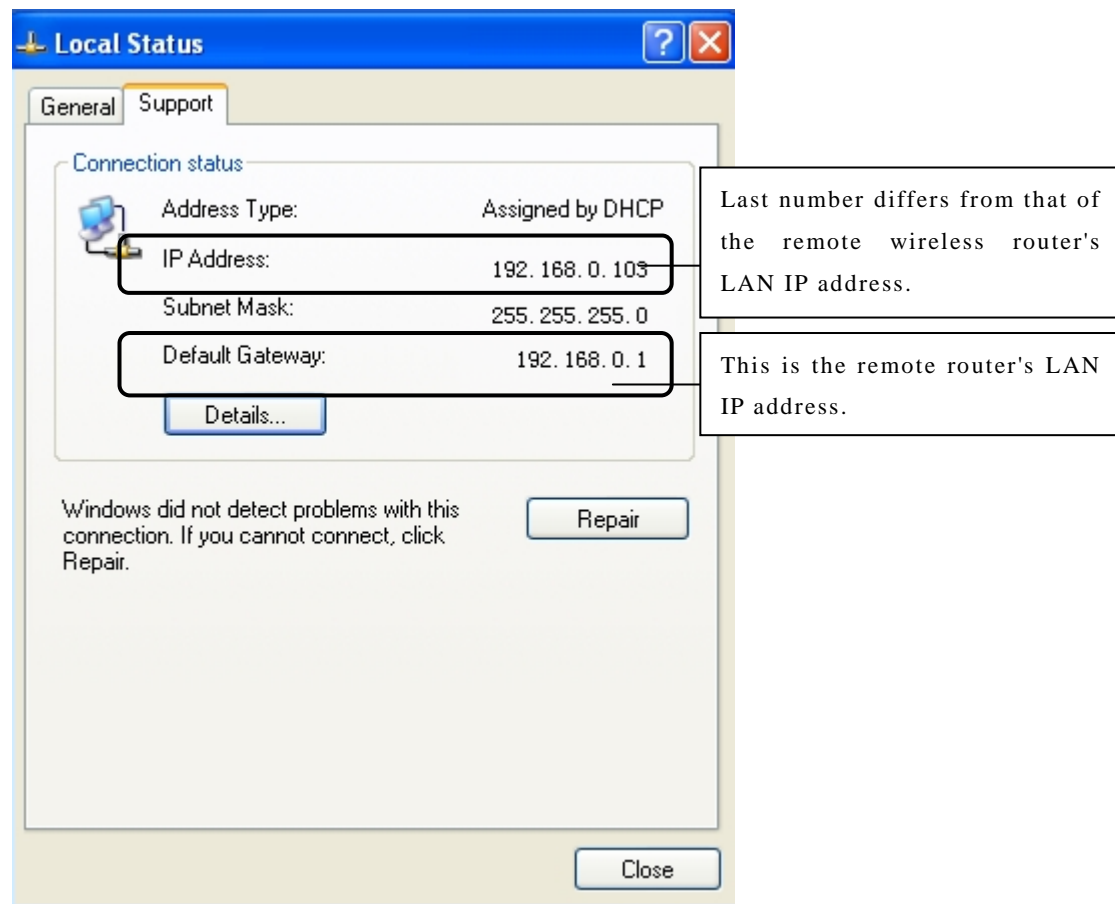 Local Status
General Support
Connection status
Address Type: Assigned by DHCP
IP Address: 192. 168. 0. 103
Subnet Mask: 255. 255. 255. 0
Default Gateway: 192. 168. 0. 1
Details...
Windows did not detect problems with this
connection. If you cannot connect, click
Repair.
Repair
Close
Last number differs from that of
the remote wireless router's
LAN IP address.
This is the remote router's LAN
IP address.